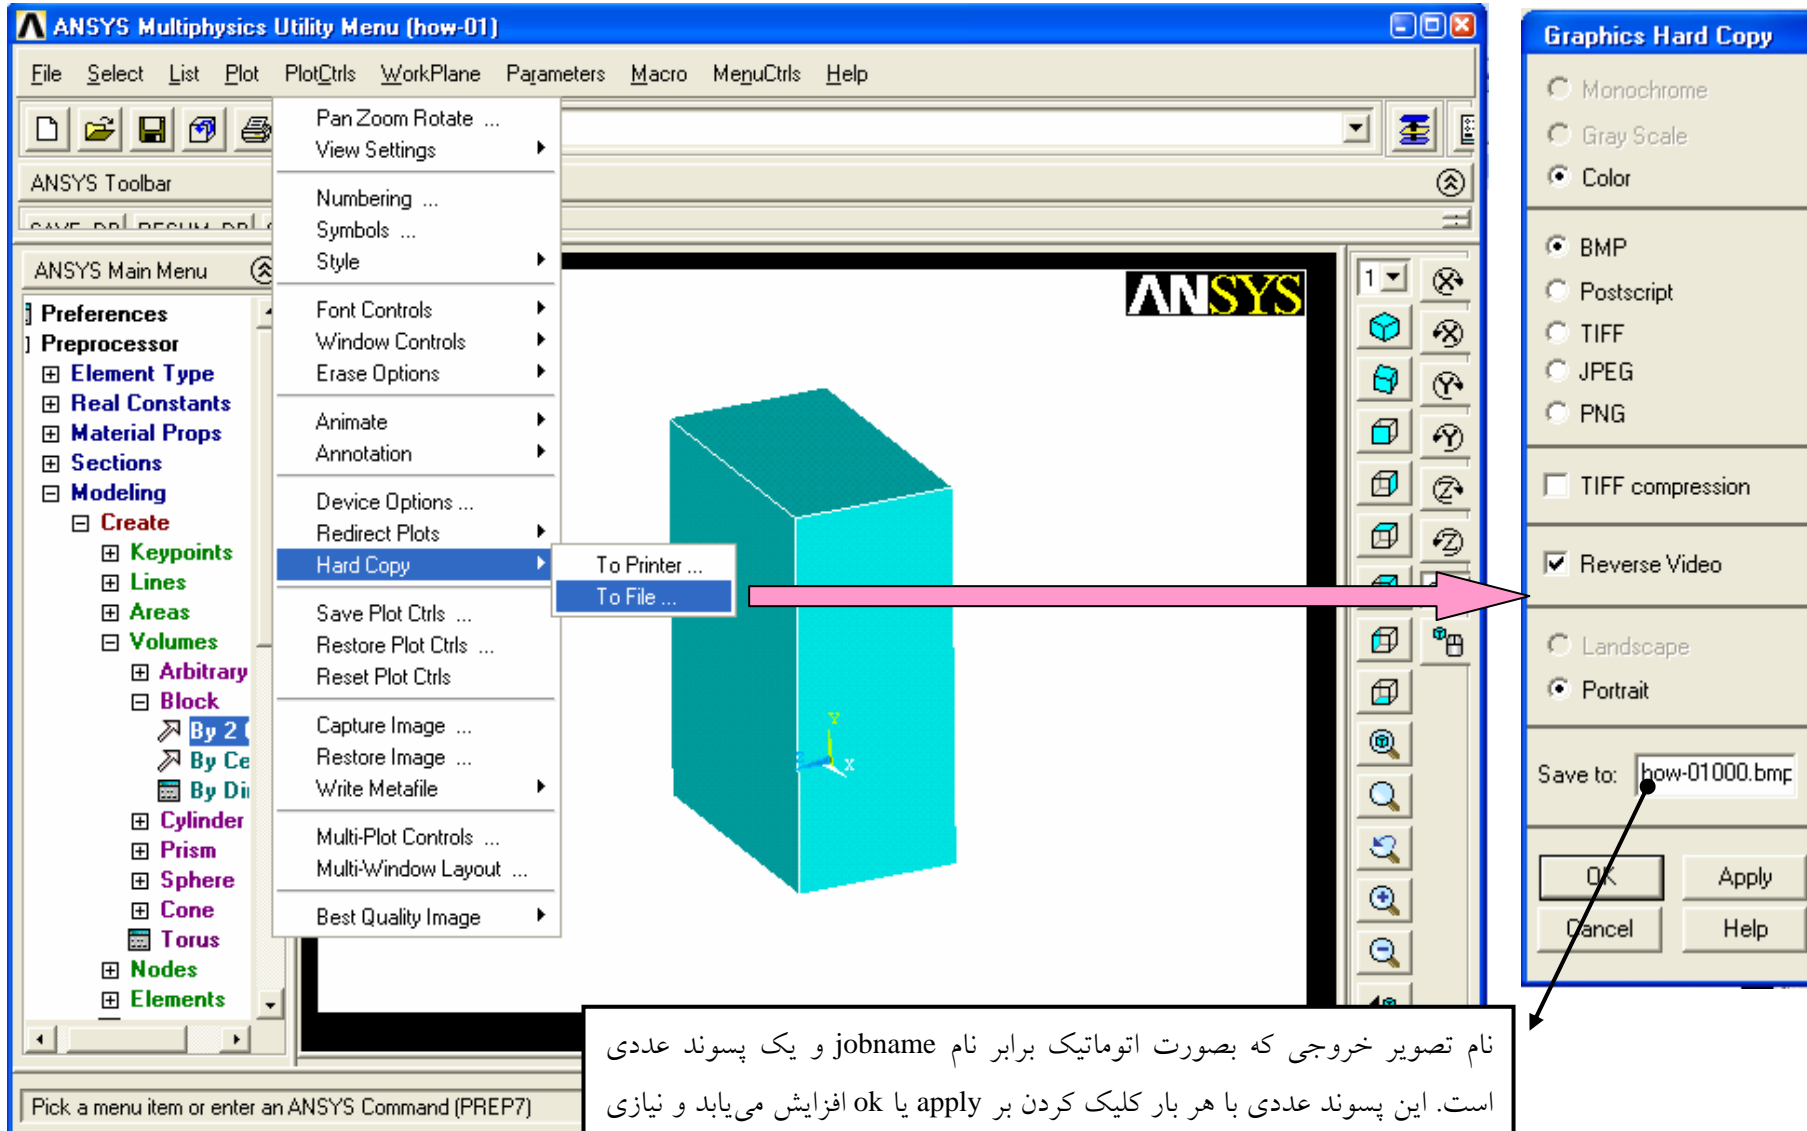 ANSYS Multiphysics Utility Menu (how-01)
File Select List Plot PlotCtrls WorkPlane Parameters Macro MenuCtrls Help
ANSYS Toolbar
SAVE_DB RESUM_DB
ANSYS Main Menu
Preferences
Preprocessor
Element Type
Real Constants
Material Props
Sections
Modeling
Create
Keypoints
Lines
Areas
Volumes
Arbitrary
Block
By 2
By Ce
By Di
Cylinder
Prism
Sphere
Cone
Torus
Nodes
Elements
Pick a menu item or enter an ANSYS Command (PREP7)
Pan Zoom Rotate ...
View Settings
Numbering ...
Symbols ...
Style
Font Controls
Window Controls
Erase Options
Animate
Annotation
Device Options ...
Redirect Plots
Hard Copy
Save Plot Ctrls ...
Restore Plot Ctrls ...
Reset Plot Ctrls
Capture Image ...
Restore Image ...
Write Metafile
Multi-Plot Controls ...
Multi-Window Layout ...
Best Quality Image
To Printer ...
To File ...
ANSYS
Y
Z
X
1
X
X
Y
Y
Z
Z
Graphics Hard Copy
Monochrome
Gray Scale
Color
BMP
Postscript
TIFF
JPEG
PNG
TIFF compression
Reverse Video
Landscape
Portrait
Save to: how-01000.bmp
OK Apply
Cancel Help
نام تصویر خروجی که بصورت اتوماتیک برابر نام jobname و یک پسوند عددی
است. این پسوند عددی با هر بار کلیک کردن بر apply یا ok افزایش می‌یابد و نیازی